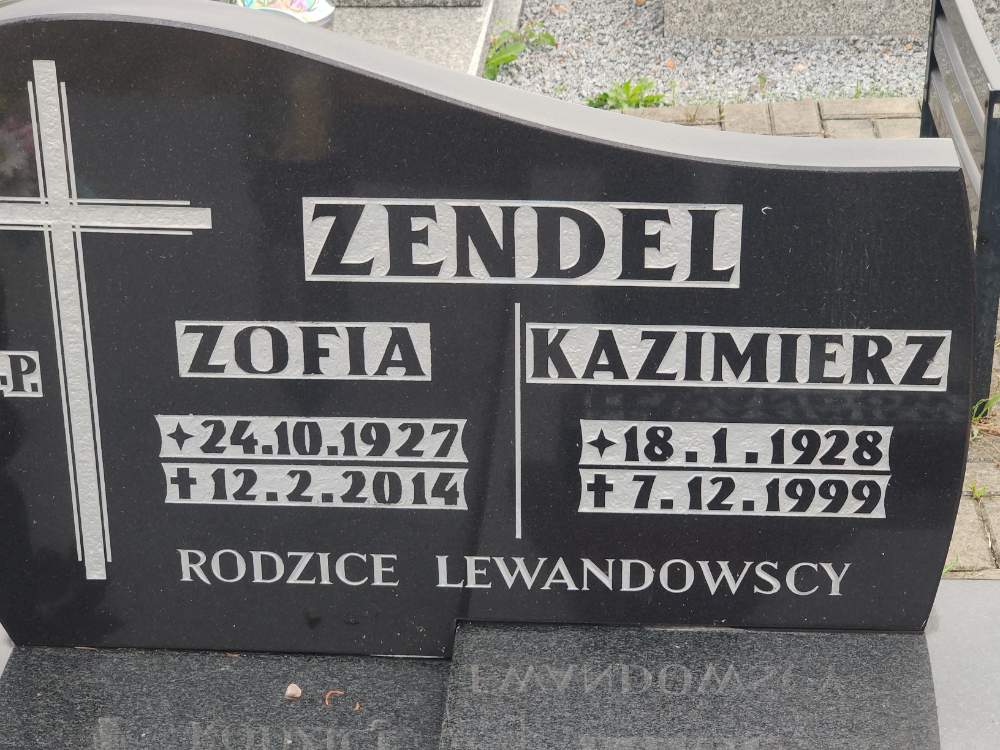 ZENDEL
ZOFIA
KAZIMIERZ
.P.
✦24.10.1927
✝12.2.2014
✦18.1.1928
✝7.12.1999
RODZICE LEWANDOWSCY